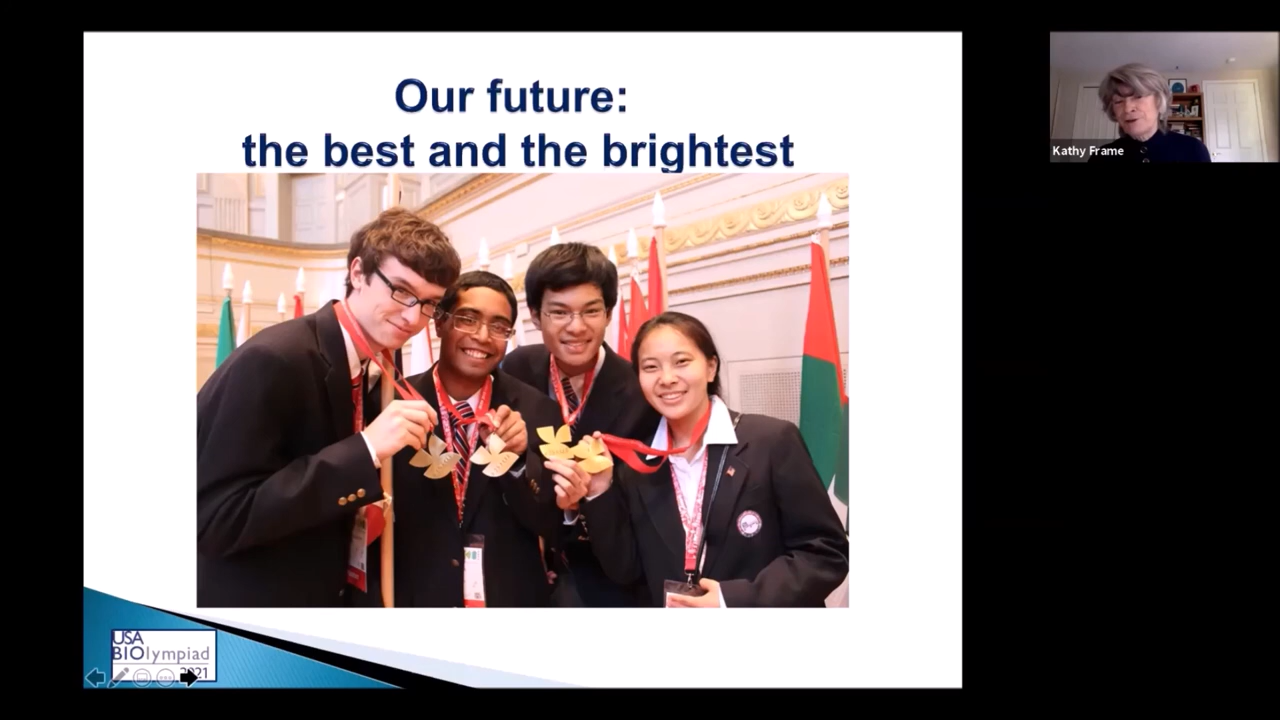 Our future:
the best and the brightest
Kathy Frame
USA
BIOlympiad
2021